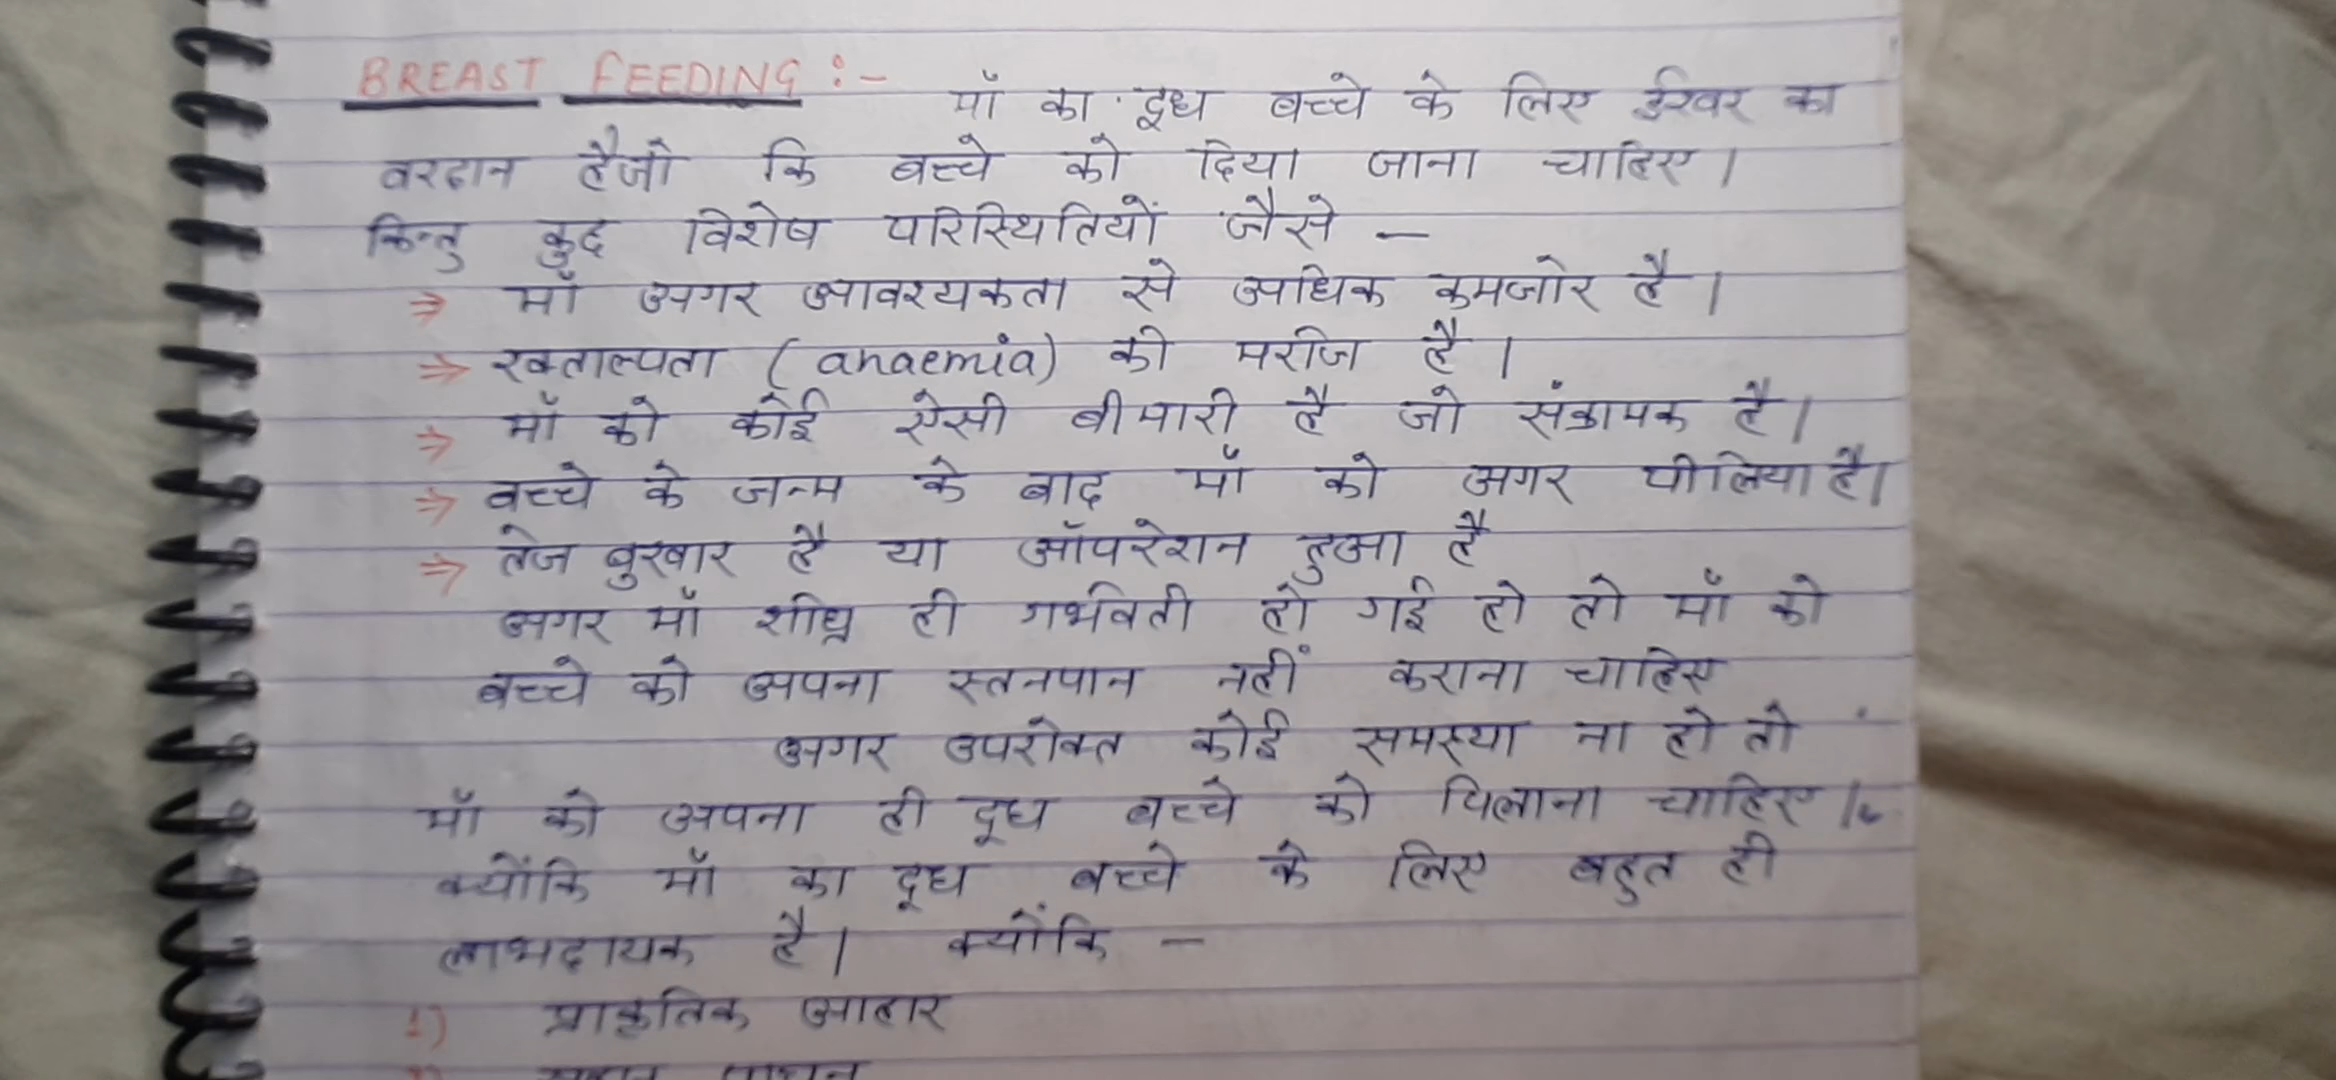 BREAST FEEDING :- माँ का दूध बच्चे के लिए ईश्वर का
वरदान है जो कि बच्चे को दिया जाना चाहिए।
किन्तु कुछ विशेष परिस्थितियों जैसे —
⇒ माँ अगर आवश्यकता से अधिक कमजोर है।
⇒ रक्ताल्पता (anaemia) की मरीज है।
⇒ माँ को कोई ऐसी बीमारी है जो संक्रामक है।
⇒ बच्चे के जन्म के बाद माँ को अगर पीलिया है।
⇒ तेज बुखार है या ऑपरेशन हुआ है
अगर माँ शीघ्र ही गर्भवती हो गई हो तो माँ को
बच्चे को अपना स्तनपान नहीं कराना चाहिए
अगर उपरोक्त कोई समस्या ना हो तो
माँ को अपना ही दूध बच्चे को पिलाना चाहिए।
क्योंकि माँ का दूध बच्चे के लिए बहुत ही
लाभदायक है। क्योंकि —
1) प्राकृतिक आहार